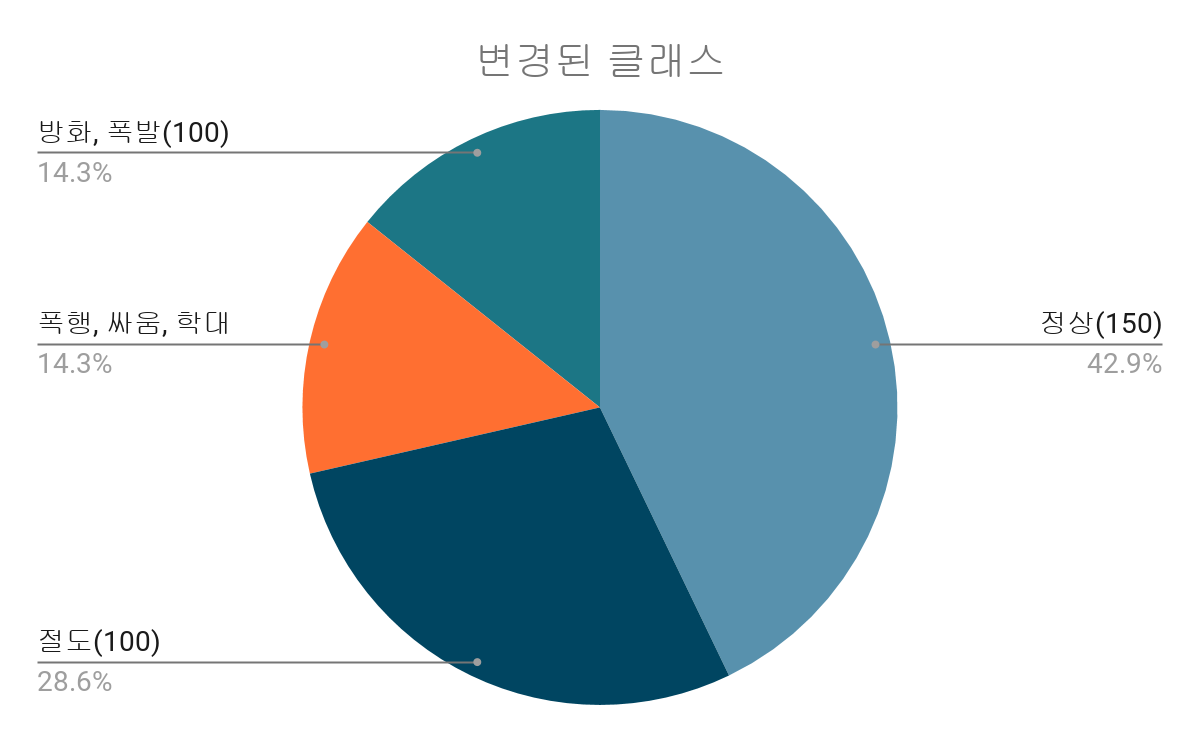 변경된 클래스
방화, 폭발(100)
14.3%
폭행, 싸움, 학대
14.3%
정상(150)
42.9%
절도(100)
28.6%